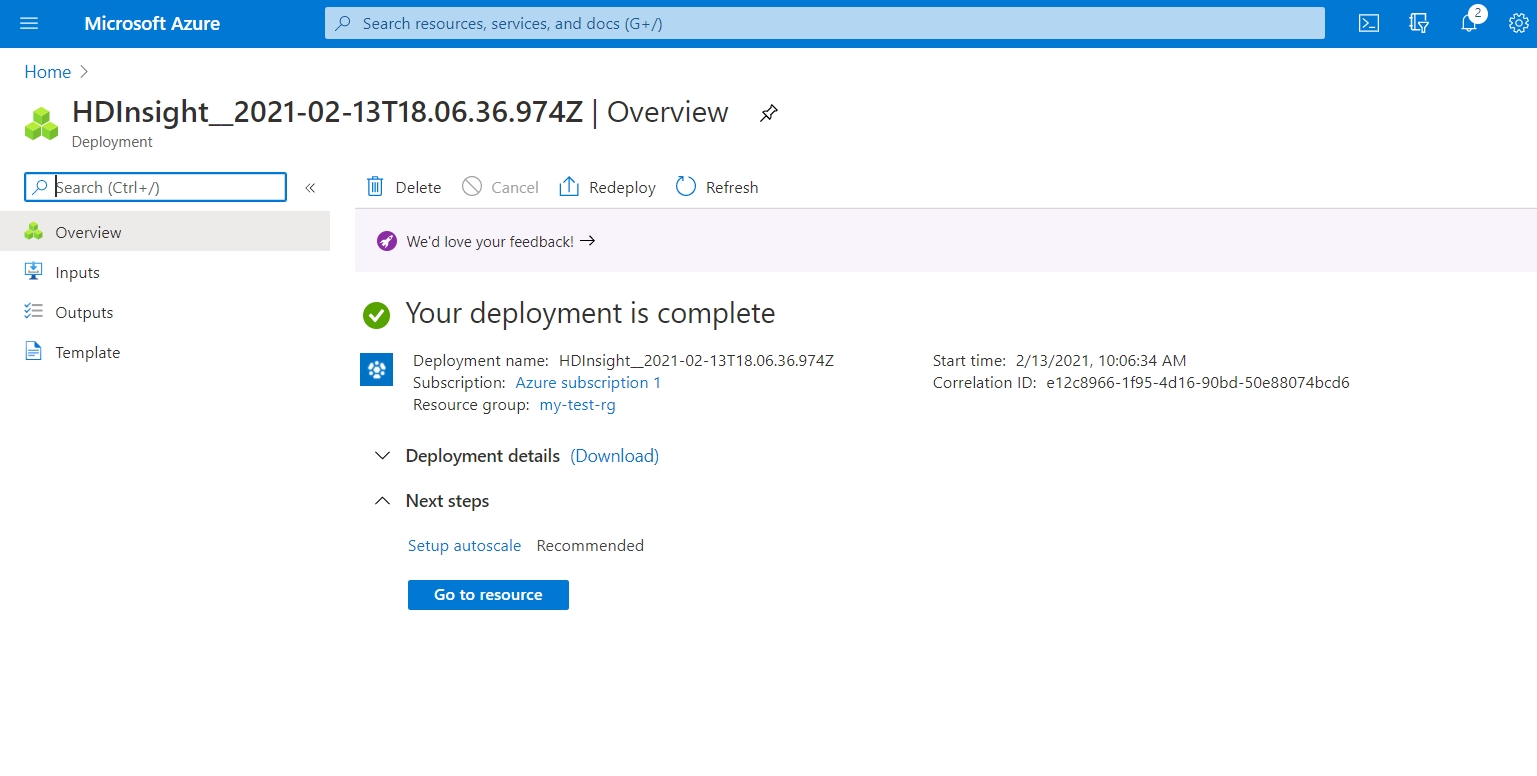 Microsoft Azure
Search resources, services, and docs (G+/)
2
Home
HDInsight__2021-02-13T18.06.36.974Z | Overview
Deployment
Search (Ctrl+/)
«
Delete
Cancel
Redeploy
Refresh
Overview
Inputs
Outputs
Template
We'd love your feedback! →
Your deployment is complete
Deployment name: HDInsight__2021-02-13T18.06.36.974Z
Subscription: Azure subscription 1
Resource group: my-test-rg
Start time: 2/13/2021, 10:06:34 AM
Correlation ID: e12c8966-1f95-4d16-90bd-50e88074bcd6
Deployment details (Download)
Next steps
Setup autoscale Recommended
Go to resource